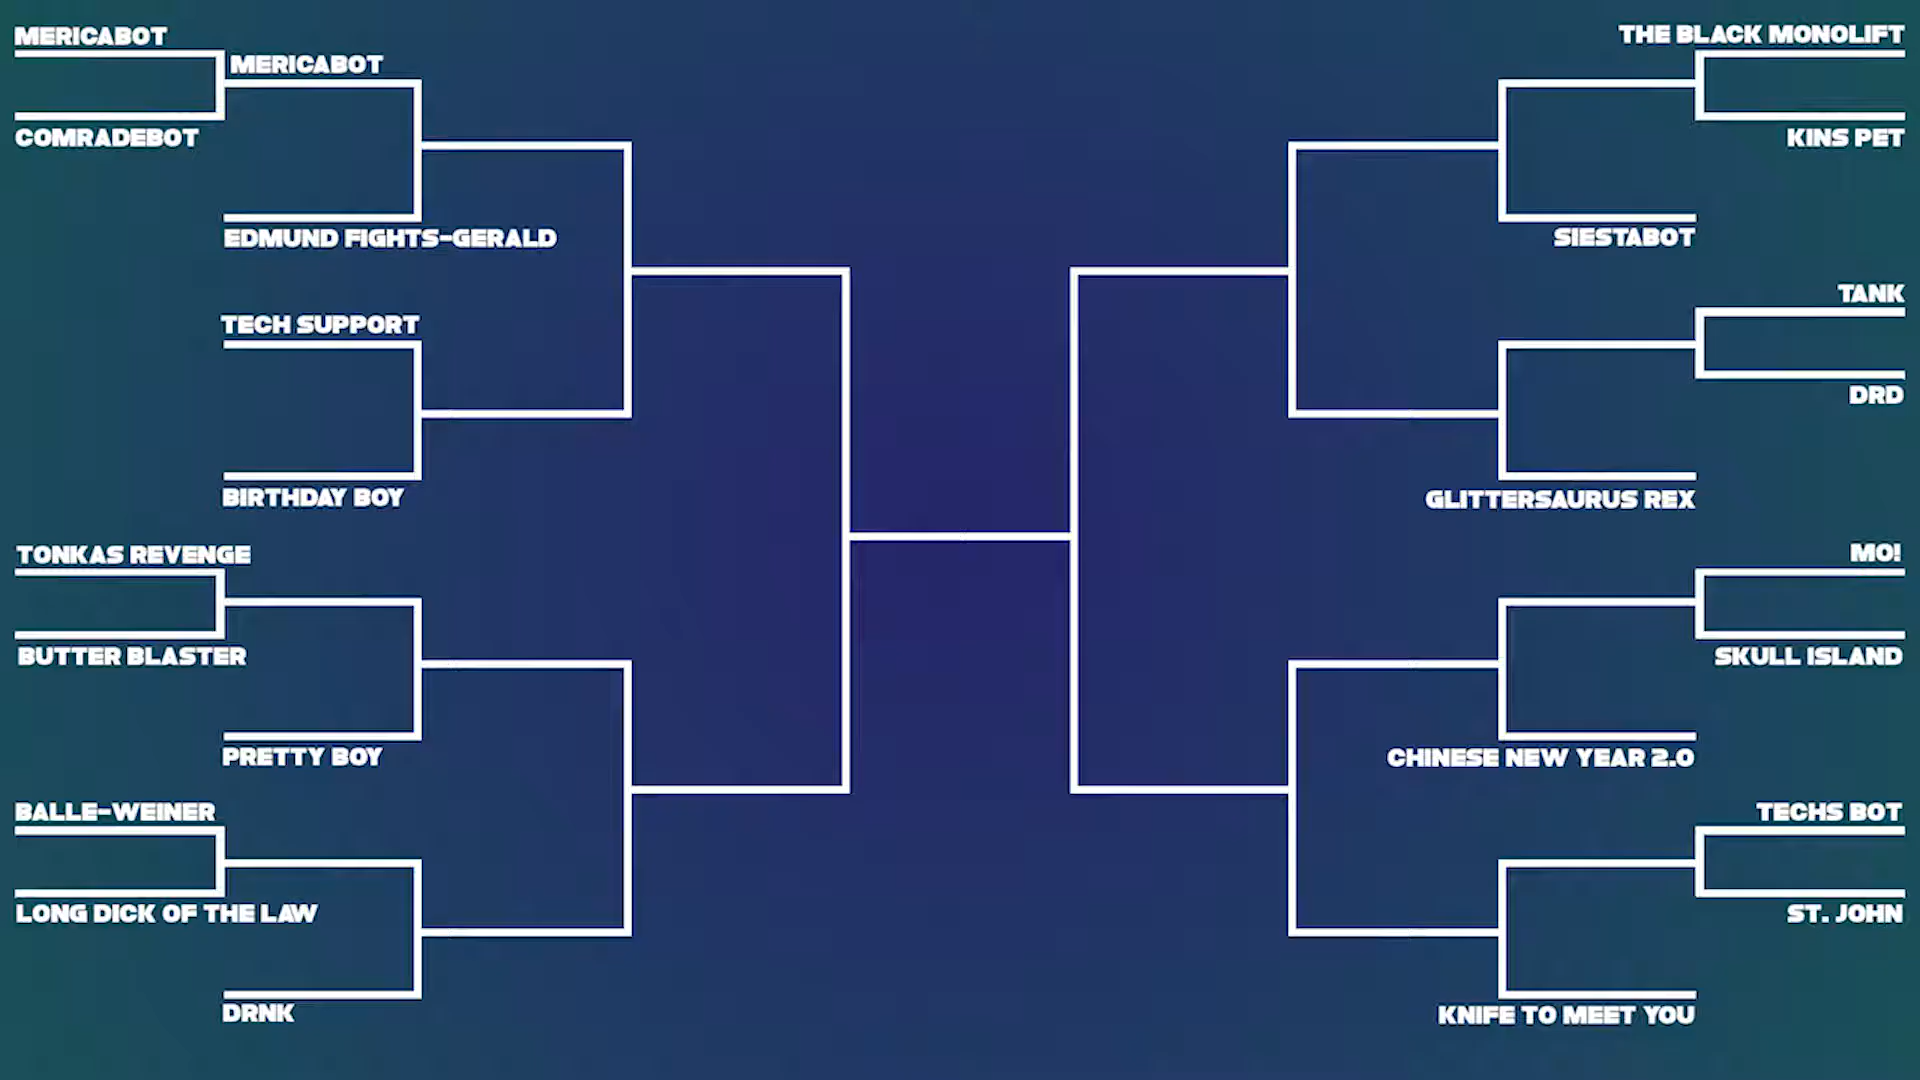 MERICABOT
MERICABOT
COMRADEBOT
EDMUND FIGHTS-GERALD
TECH SUPPORT
BIRTHDAY BOY
TONKAS REVENGE
BUTTER BLASTER
PRETTY BOY
BALLE-WEINER
LONG DICK OF THE LAW
DRNK
THE BLACK MONOLIFT
KINS PET
SIESTABOT
TANK
DRD
GLITTERSAURUS REX
MO!
SKULL ISLAND
CHINESE NEW YEAR 2.0
TECHS BOT
ST. JOHN
KNIFE TO MEET YOU